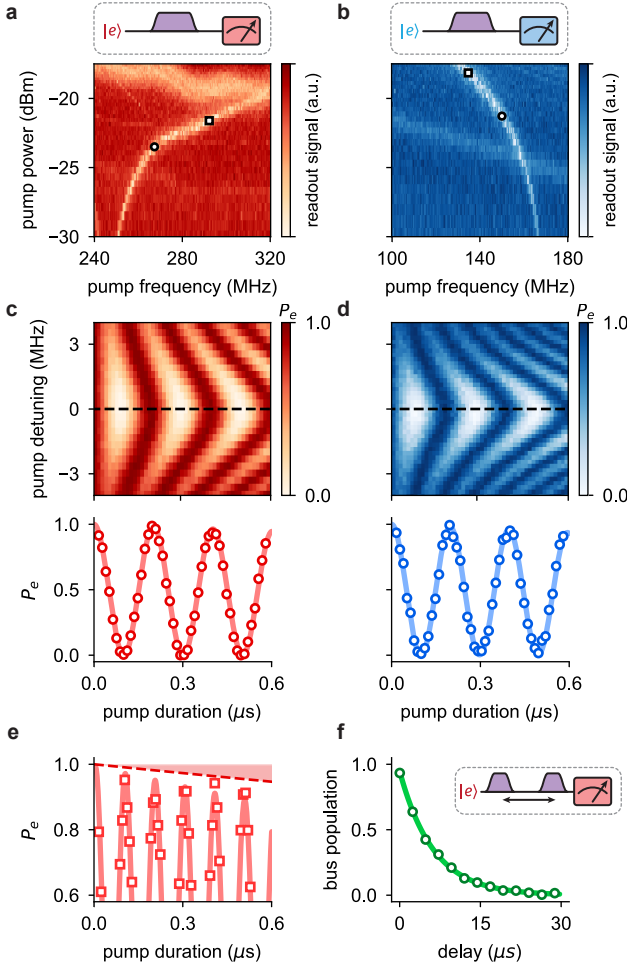 a
|e⟩
b
|e⟩
pump power (dBm)
−20
−25
−30
240
280
320
pump frequency (MHz)
readout signal (a.u.)
100
140
180
pump frequency (MHz)
readout signal (a.u.)
c
P_e
1.0
0.0
pump detuning (MHz)
3
0
−3
d
P_e
1.0
0.0
P_e
1.0
0.5
0.0
0.0
0.3
0.6
pump duration (μs)
0.0
0.3
0.6
pump duration (μs)
e
P_e
1.0
0.8
0.6
0.0
0.3
0.6
pump duration (μs)
f
|e⟩
bus population
1.0
0.0
0
15
30
delay (μs)